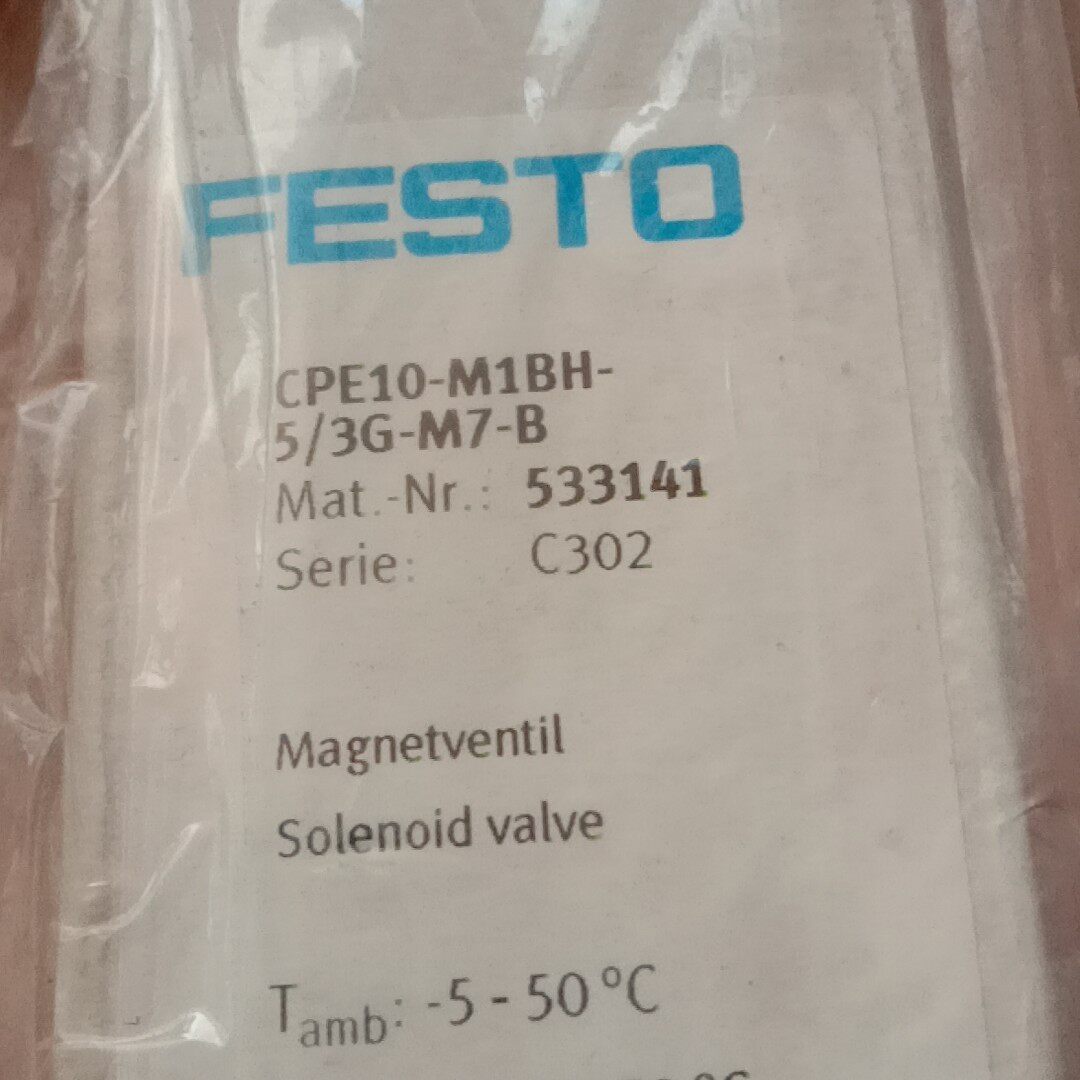 FESTO
CPE10-M1BH-
5/3G-M7-B
Mat.-Nr.: 533141
Serie: C302
Magnetventil
Solenoid valve
Tamb: -5 - 50 °C